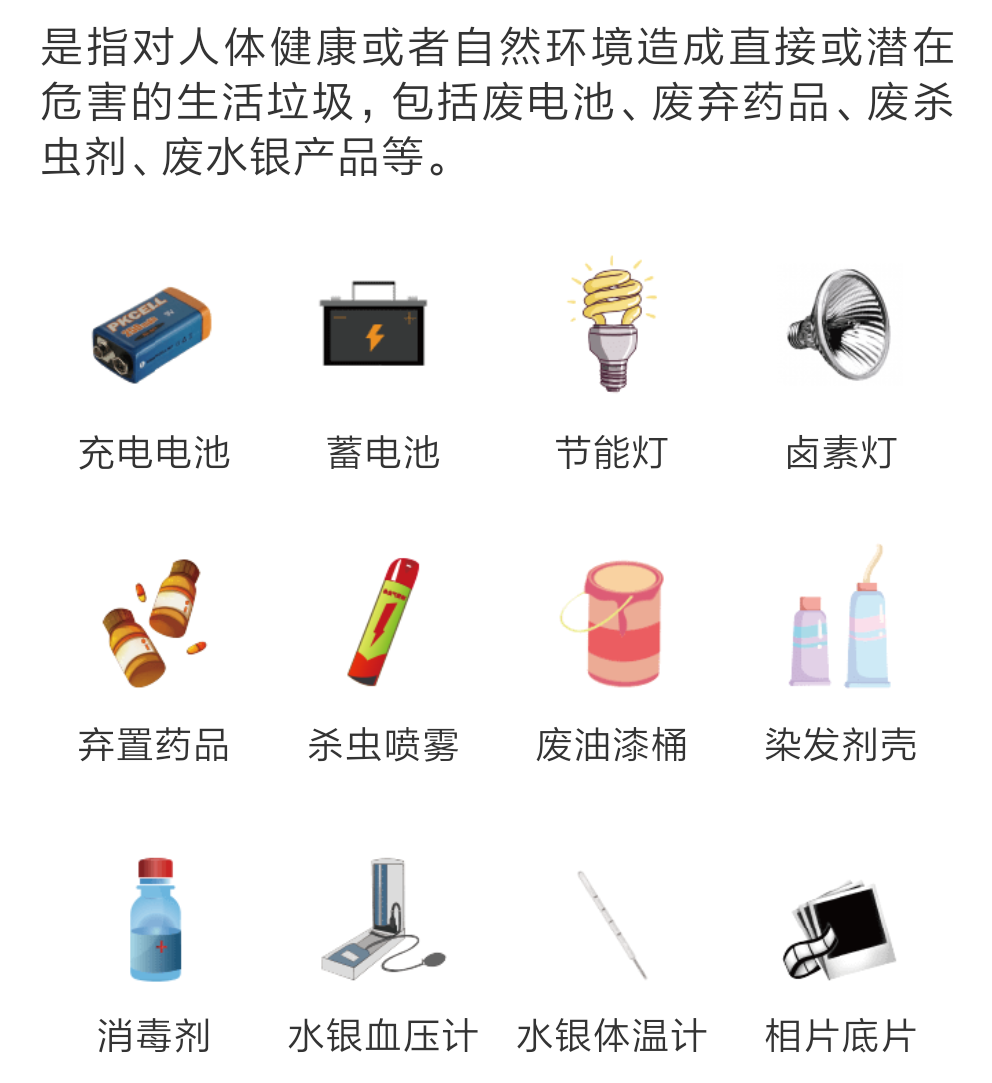 是指对人体健康或者自然环境造成直接或潜在
危害的生活垃圾，包括废电池、废弃药品、废杀
虫剂、废水银产品等。
PKCELL
9V
充电电池
蓄电池
节能灯
卤素灯
弃置药品
杀虫喷雾
废油漆桶
染发剂壳
消毒剂
水银血压计
水银体温计
相片底片